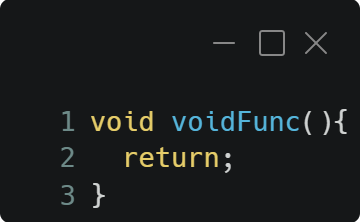 1 void voidFunc(){
2   return;
3 }